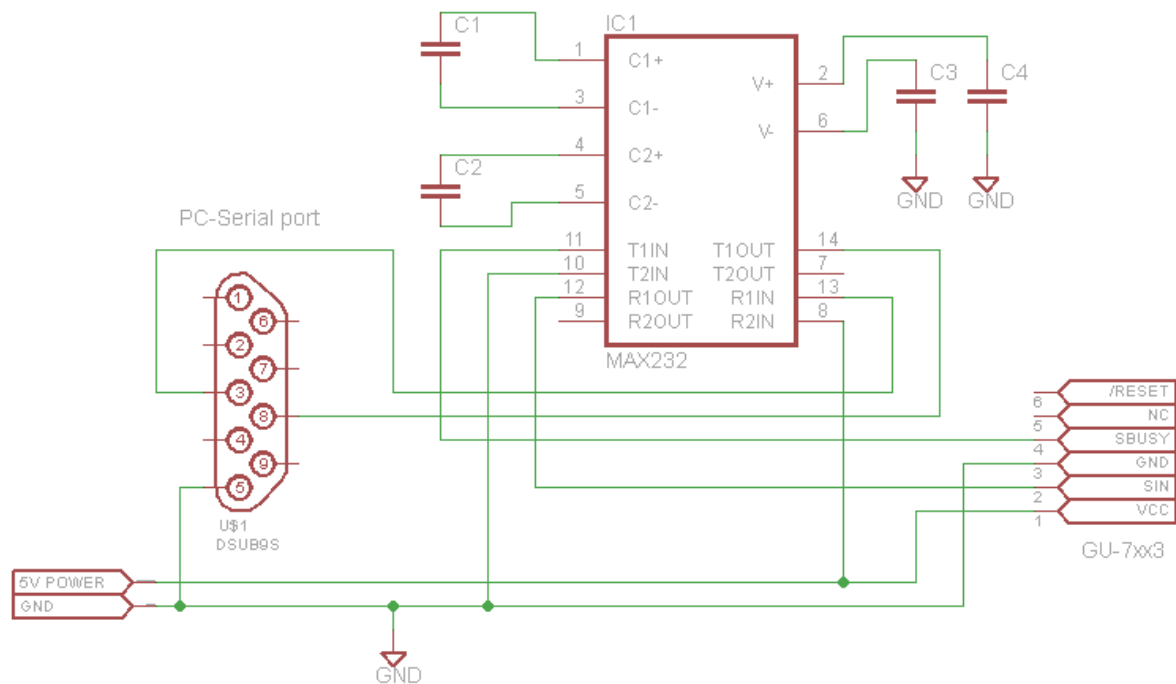 C1
IC1
1
C1+
V+
2
C3
C4
3
C1-
V-
6
4
C2+
C2
5
C2-
GND
GND
PC-Serial port
11
T1IN
T1OUT
14
10
T2IN
T2OUT
7
12
R1OUT
R1IN
13
9
R2OUT
R2IN
8
MAX232
1
6
2
7
3
8
4
9
5
U$1
DSUB9S
/RESET
6
NC
5
SBUSY
4
GND
3
SIN
2
VCC
1
GU-7xx3
5V POWER
GND
GND